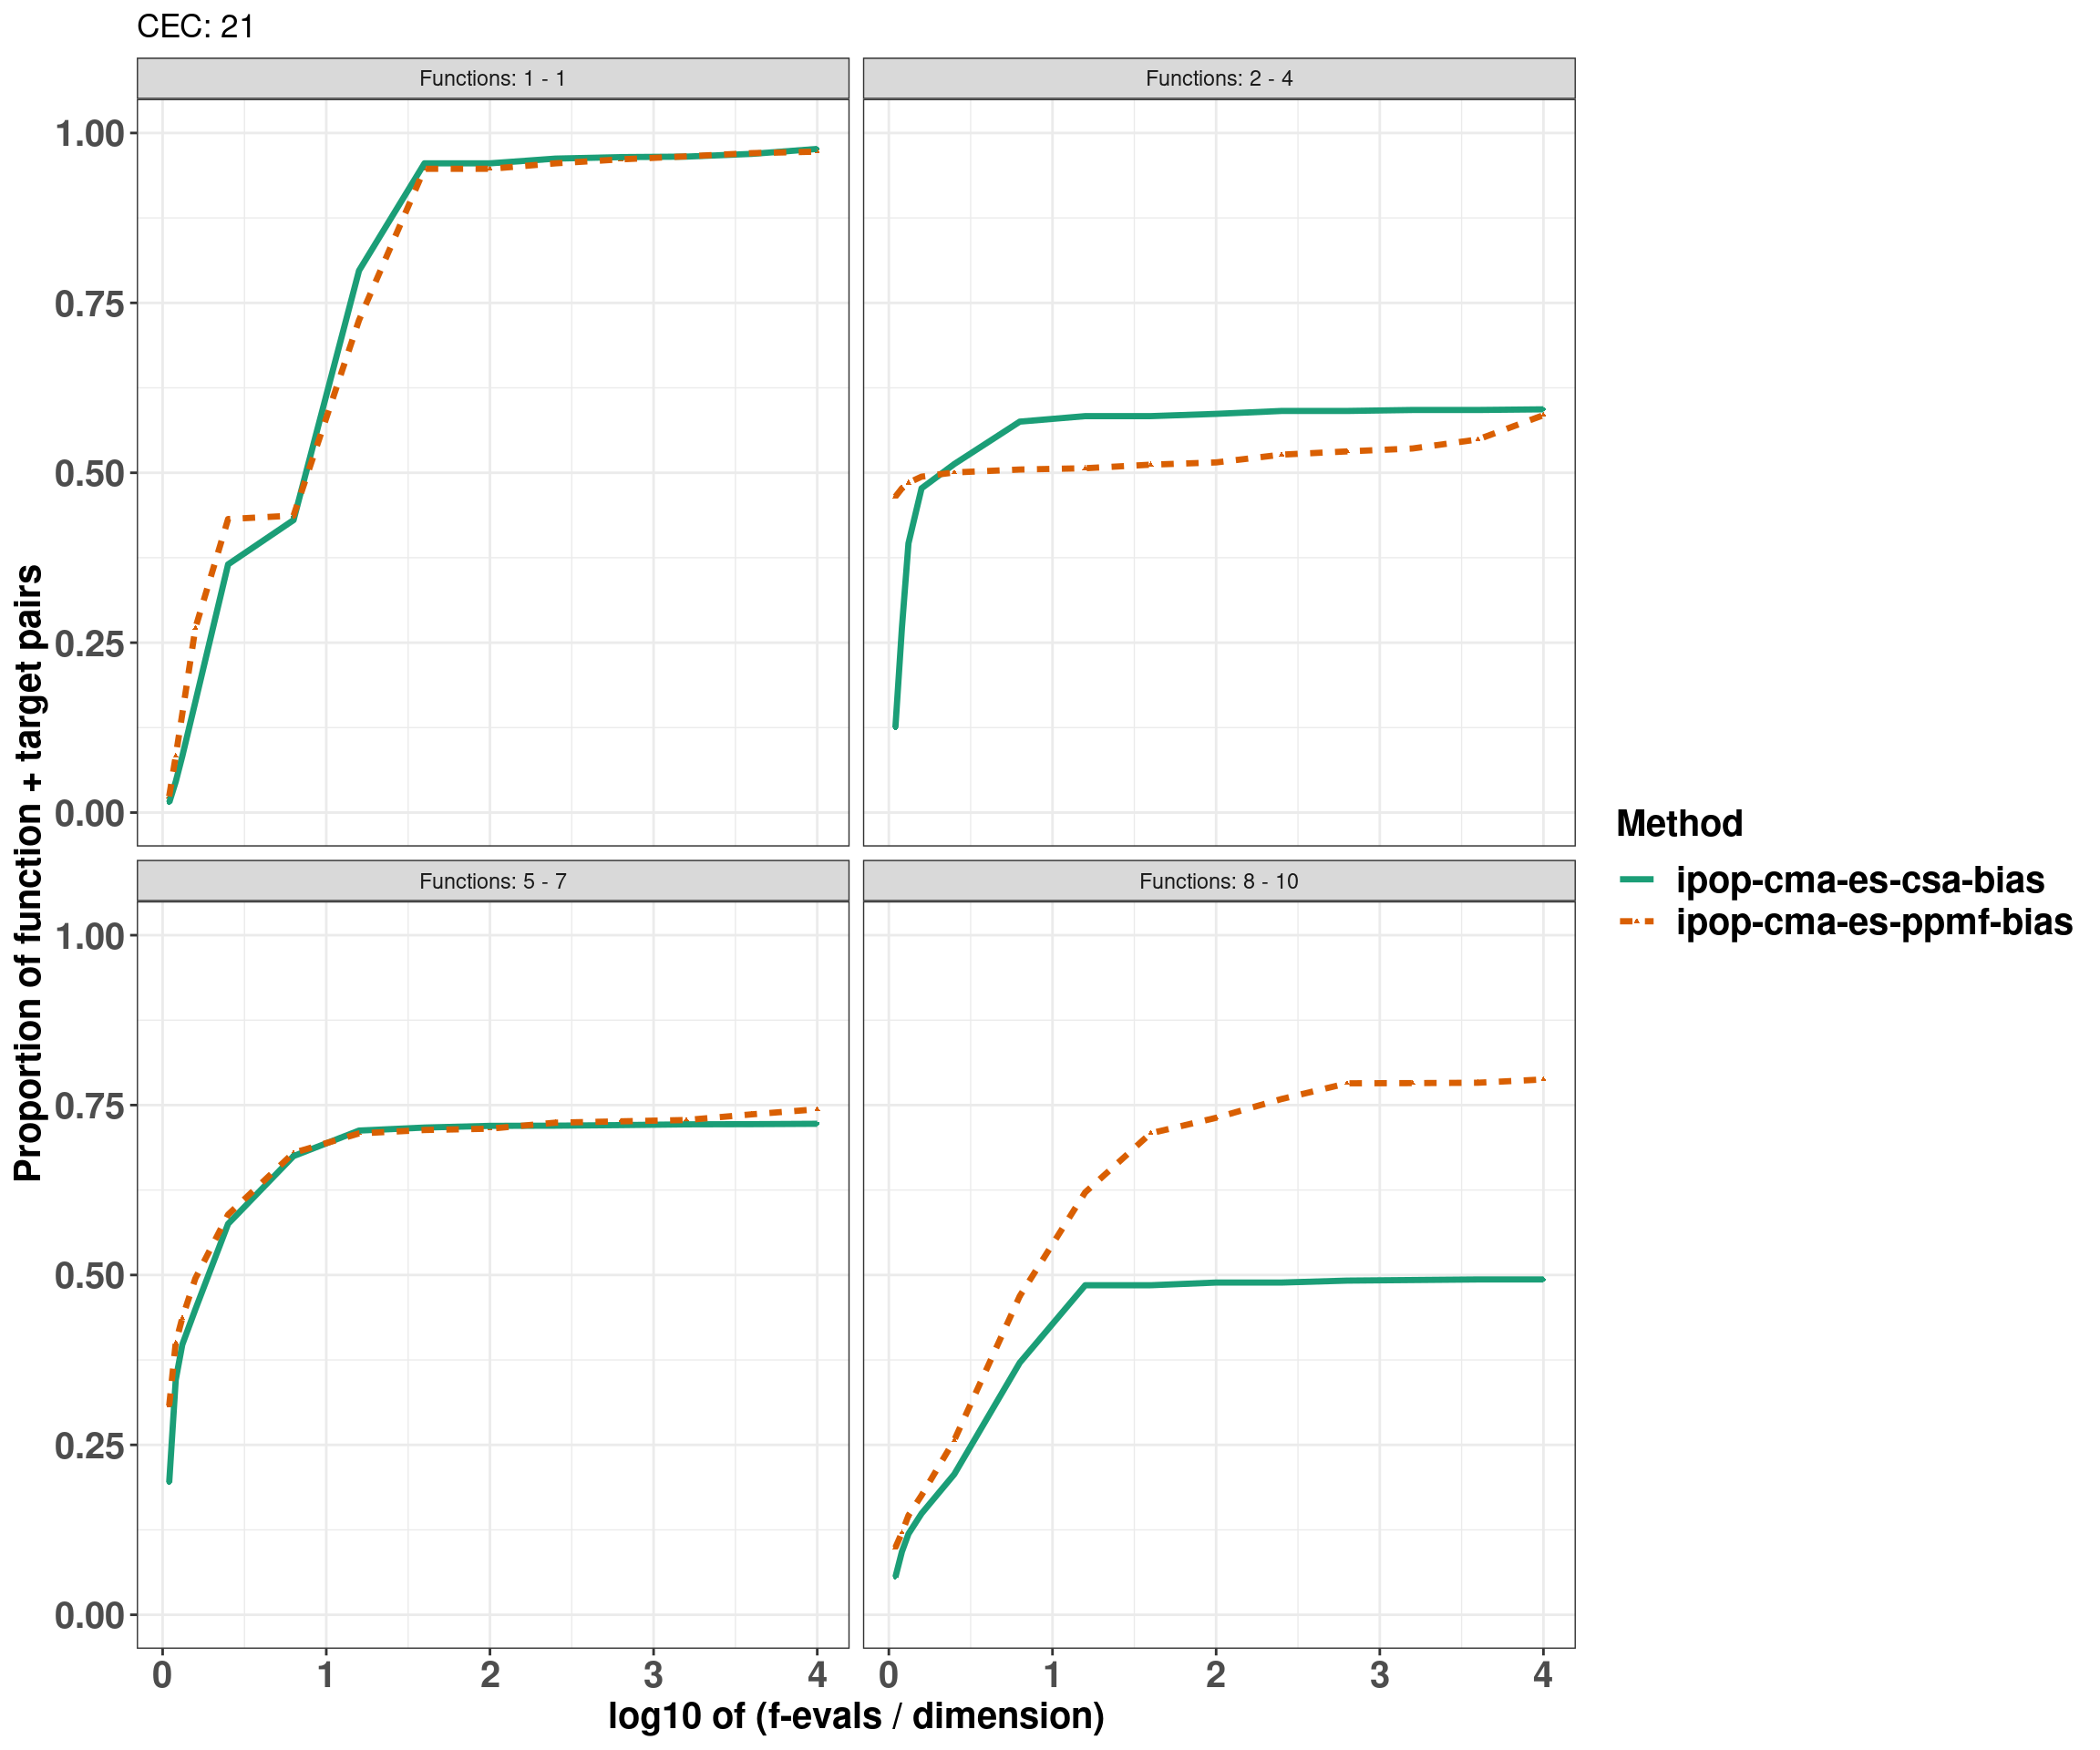 CEC: 21
Functions: 1 - 1
Functions: 2 - 4
1.00
0.75
0.50
0.25
0.00
Functions: 5 - 7
Functions: 8 - 10
1.00
0.75
0.50
0.25
0.00
0 1 2 3 4
0 1 2 3 4
log10 of (f-evals / dimension)
Proportion of function + target pairs
Method
ipop-cma-es-csa-bias
ipop-cma-es-ppmf-bias